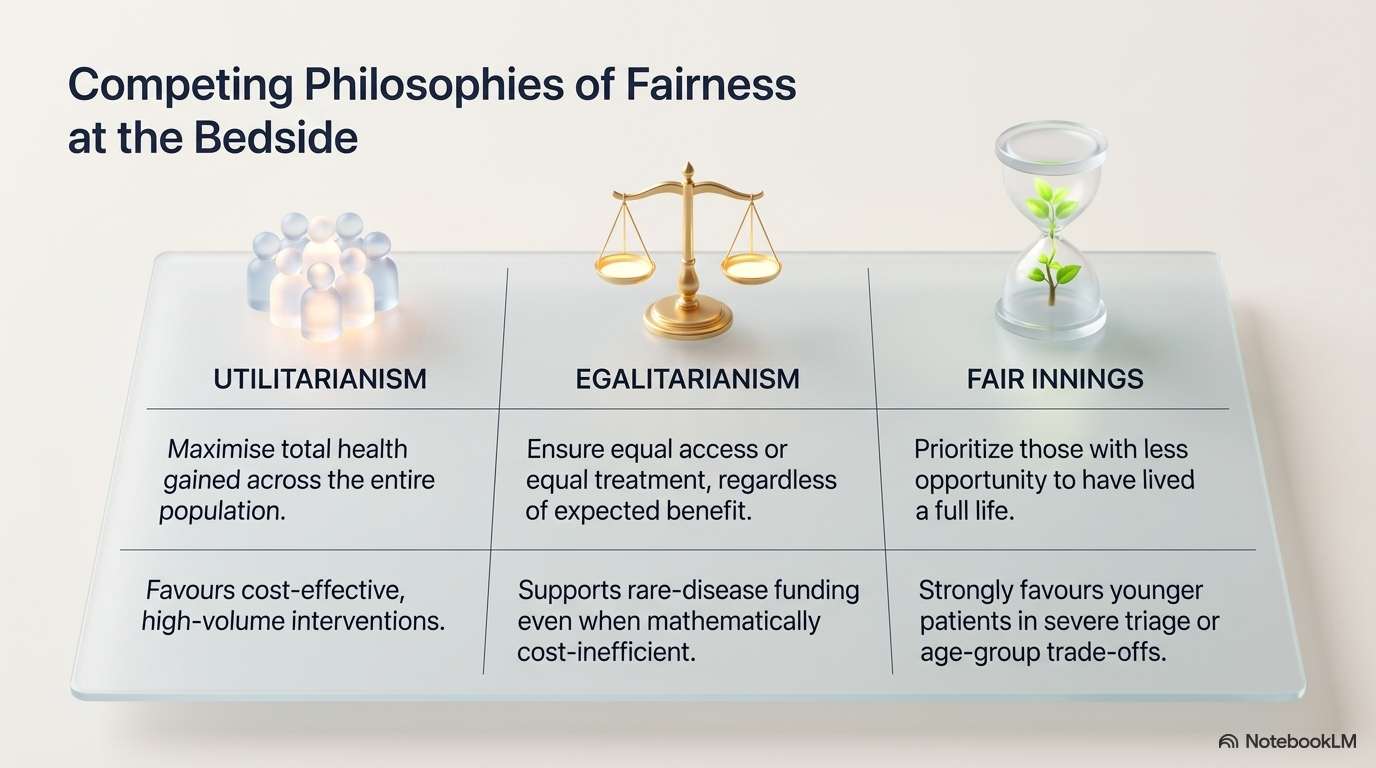 Competing Philosophies of Fairness
at the Bedside
UTILITARIANISM
EGALITARIANISM
FAIR INNINGS
Maximise total health
gained across the entire
population.
Ensure equal access or
equal treatment, regardless
of expected benefit.
Prioritize those with less
opportunity to have lived
a full life.
Favours cost-effective,
high-volume interventions.
Supports rare-disease funding
even when mathematically
cost-inefficient.
Strongly favours younger
patients in severe triage or
age-group trade-offs.
NotebookLM